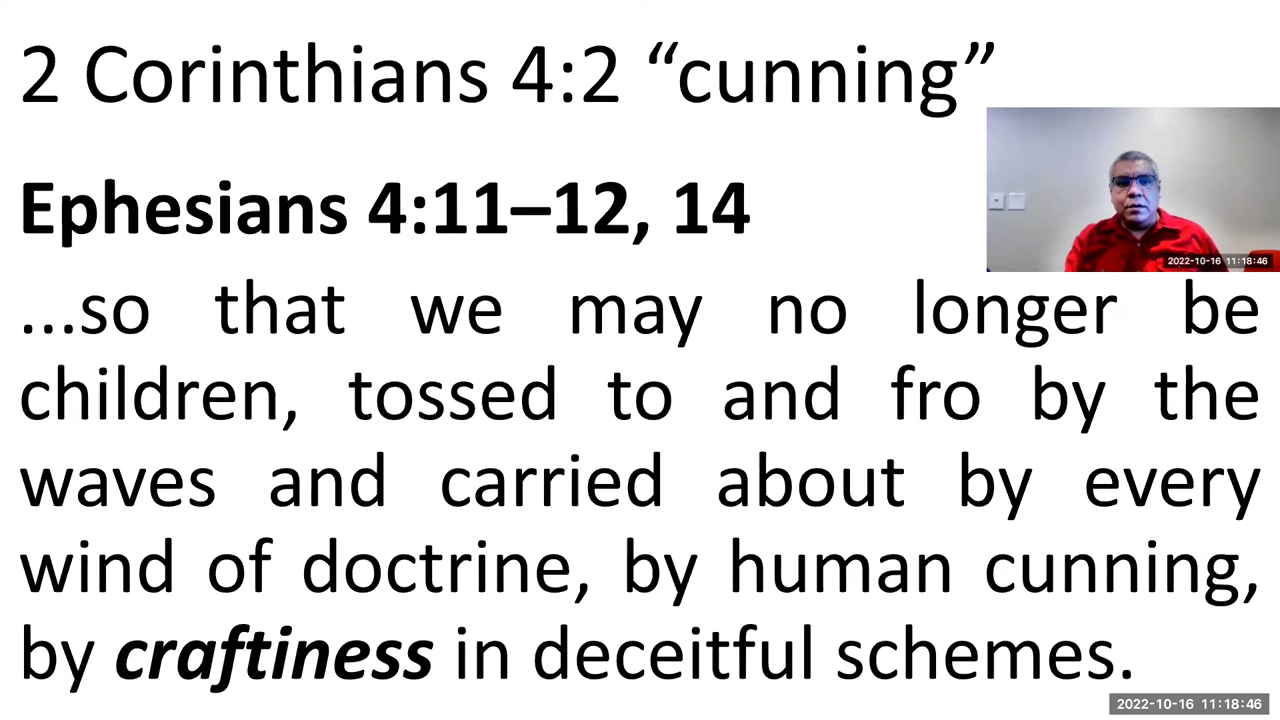 2 Corinthians 4:2 “cunning”
Ephesians 4:11–12, 14
...so that we may no longer be
children, tossed to and fro by the
waves and carried about by every
wind of doctrine, by human cunning,
by craftiness in deceitful schemes.
2022-10-16 11:18:46
2022-10-16 11:18:46